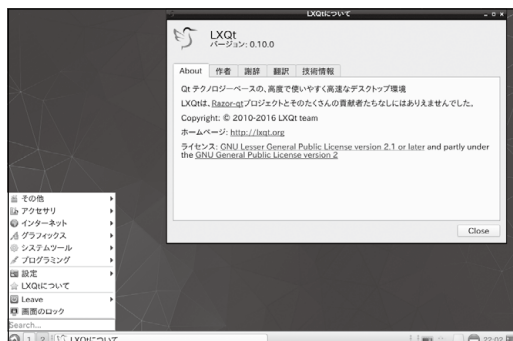 LXQtについて
LXQt
バージョン: 0.10.0
About 作者 謝辞 翻訳 技術情報
Qt テクノロジーベースの、高度で使いやすく高速なデスクトップ環境
LXQtは、Razor-qtプロジェクトとそのたくさんの貢献者たちなしにはありえませんでした。
Copyright: © 2010-2016 LXQt team
ホームページ: http://lxqt.org
ライセンス: GNU Lesser General Public License version 2.1 or later and partly under
the GNU General Public License version 2
Close
その他
アクセサリ
インターネット
グラフィックス
システムツール
プログラミング
設定
LXQtについて
Leave
画面のロック
Search...
1 2 LXQtについて 22:02